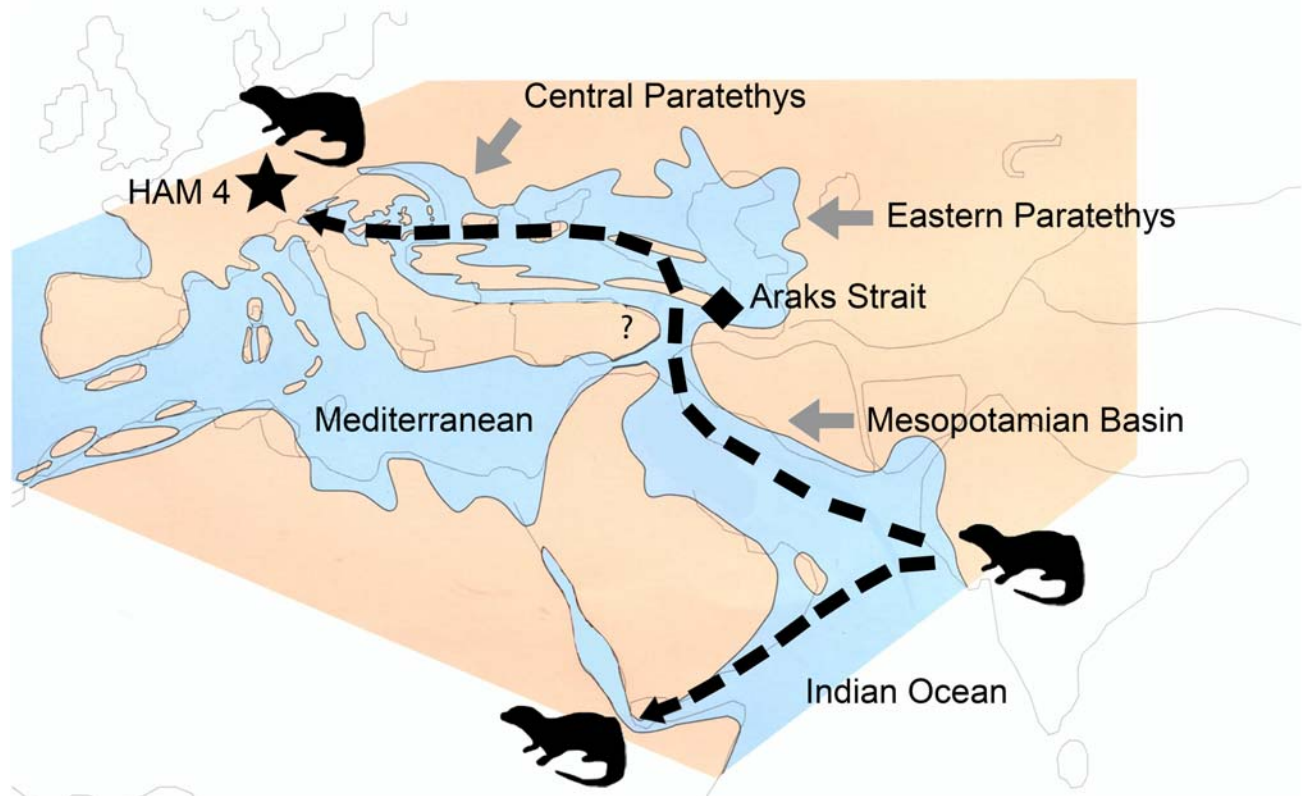 Central Paratethys
HAM 4
Eastern Paratethys
Araks Strait
?
Mediterranean
Mesopotamian Basin
Indian Ocean